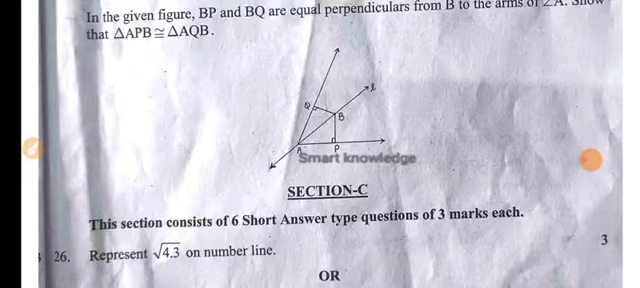 In the given figure, BP and BQ are equal perpendiculars from B to the arms of ∠A. Show
that △APB ≅ △AQB.
Q
B
l
A
P
Smart knowledge
SECTION-C
This section consists of 6 Short Answer type questions of 3 marks each.
26. Represent √4.3 on number line. 3
OR